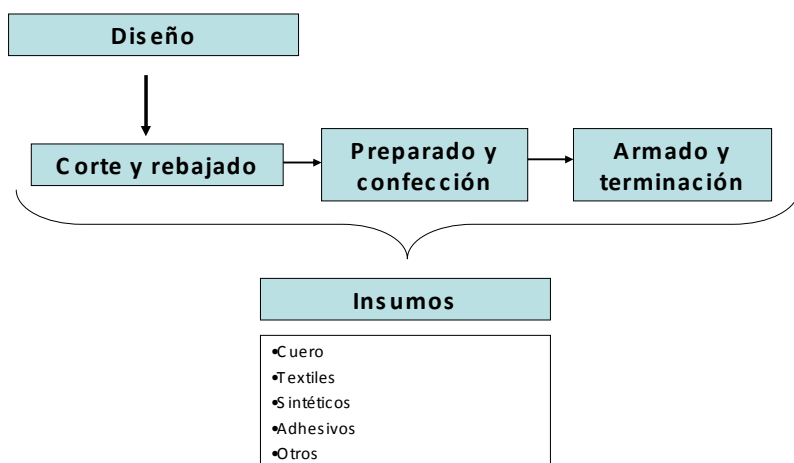 Diseño
Corte y rebajado
Preparado y
confección
Armado y
terminación
Insumos
•Cuero
•Textiles
•Sintéticos
•Adhesivos
•Otros